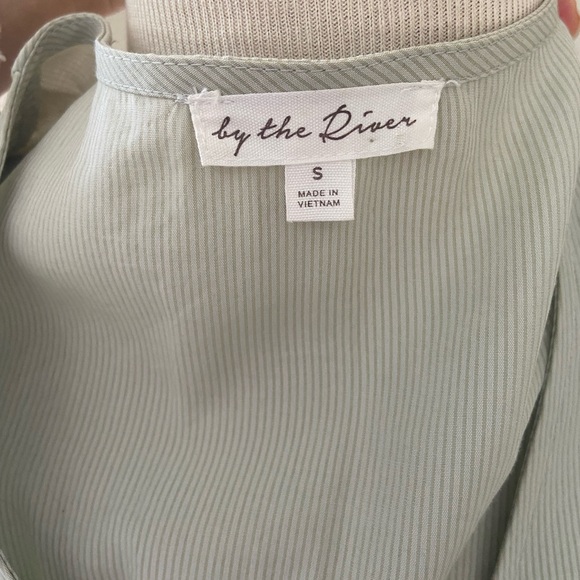 by the River
S
MADE IN
VIETNAM